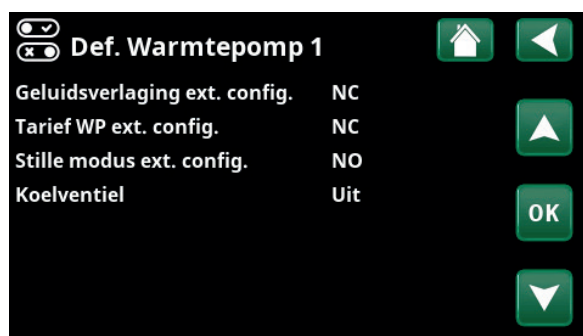 Def. Warmtepomp 1
Geluidsverlaging ext. config. NC
Tarief WP ext. config. NC
Stille modus ext. config. NO
Koelventiel Uit
OK